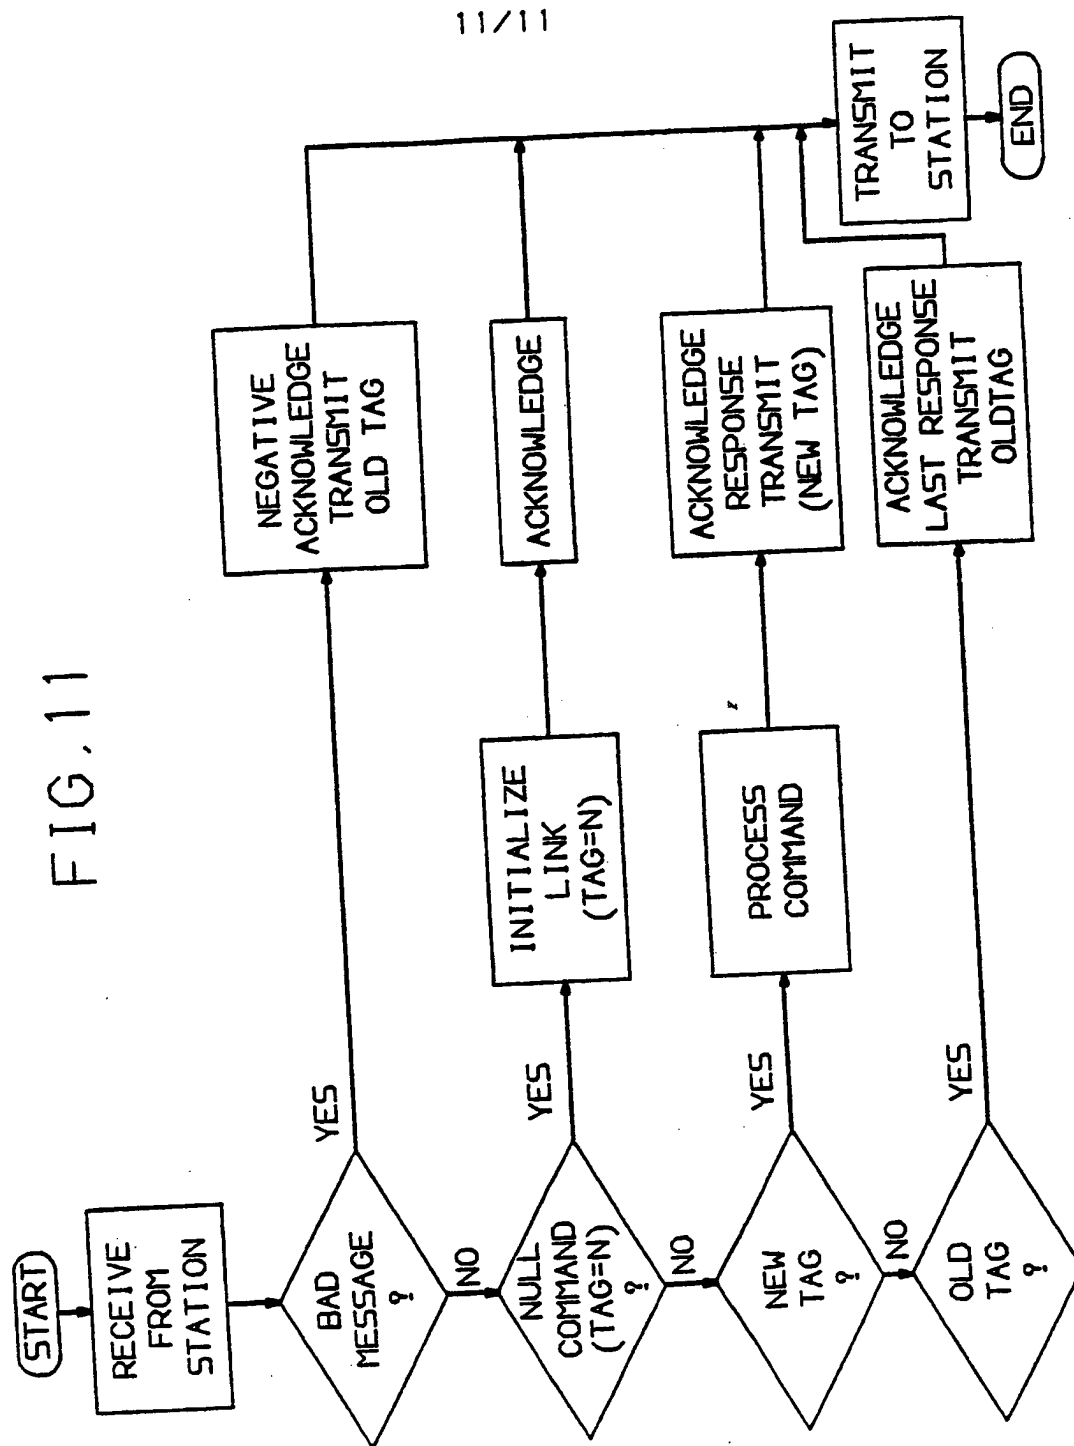 11/11
FIG.11
START
RECEIVE
FROM
STATION
BAD
MESSAGE
?
YES
NEGATIVE
ACKNOWLEDGE
TRANSMIT
OLD TAG
NO
NULL
COMMAND
(TAG=N)
?
YES
INITIALIZE
LINK
(TAG=N)
ACKNOWLEDGE
NO
NEW
TAG
?
YES
PROCESS
COMMAND
ACKNOWLEDGE
RESPONSE
TRANSMIT
(NEW TAG)
NO
OLD
TAG
?
YES
ACKNOWLEDGE
LAST RESPONSE
TRANSMIT
OLDTAG
TRANSMIT
TO
STATION
END